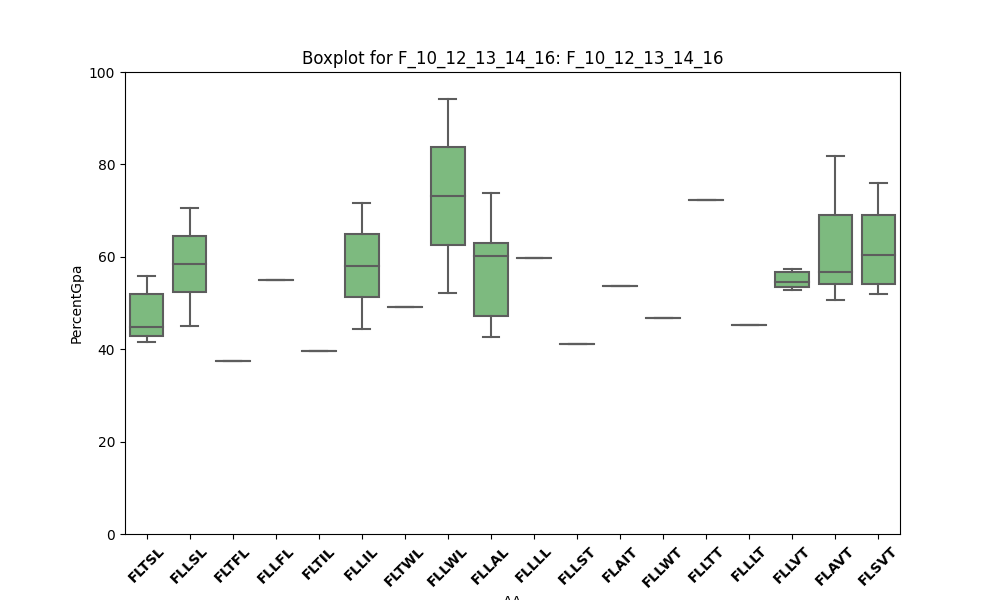 Boxplot for F_10_12_13_14_16: F_10_12_13_14_16
PercentGpa
100
80
60
40
20
0
FLTSL
FLLSL
FLTFL
FLLFL
FLTIL
FLLIL
FLTWL
FLLWL
FLLAL
FLLLL
FLLST
FLAIT
FLLWT
FLLTT
FLLLT
FLLVT
FLAVT
FLSVT
AA